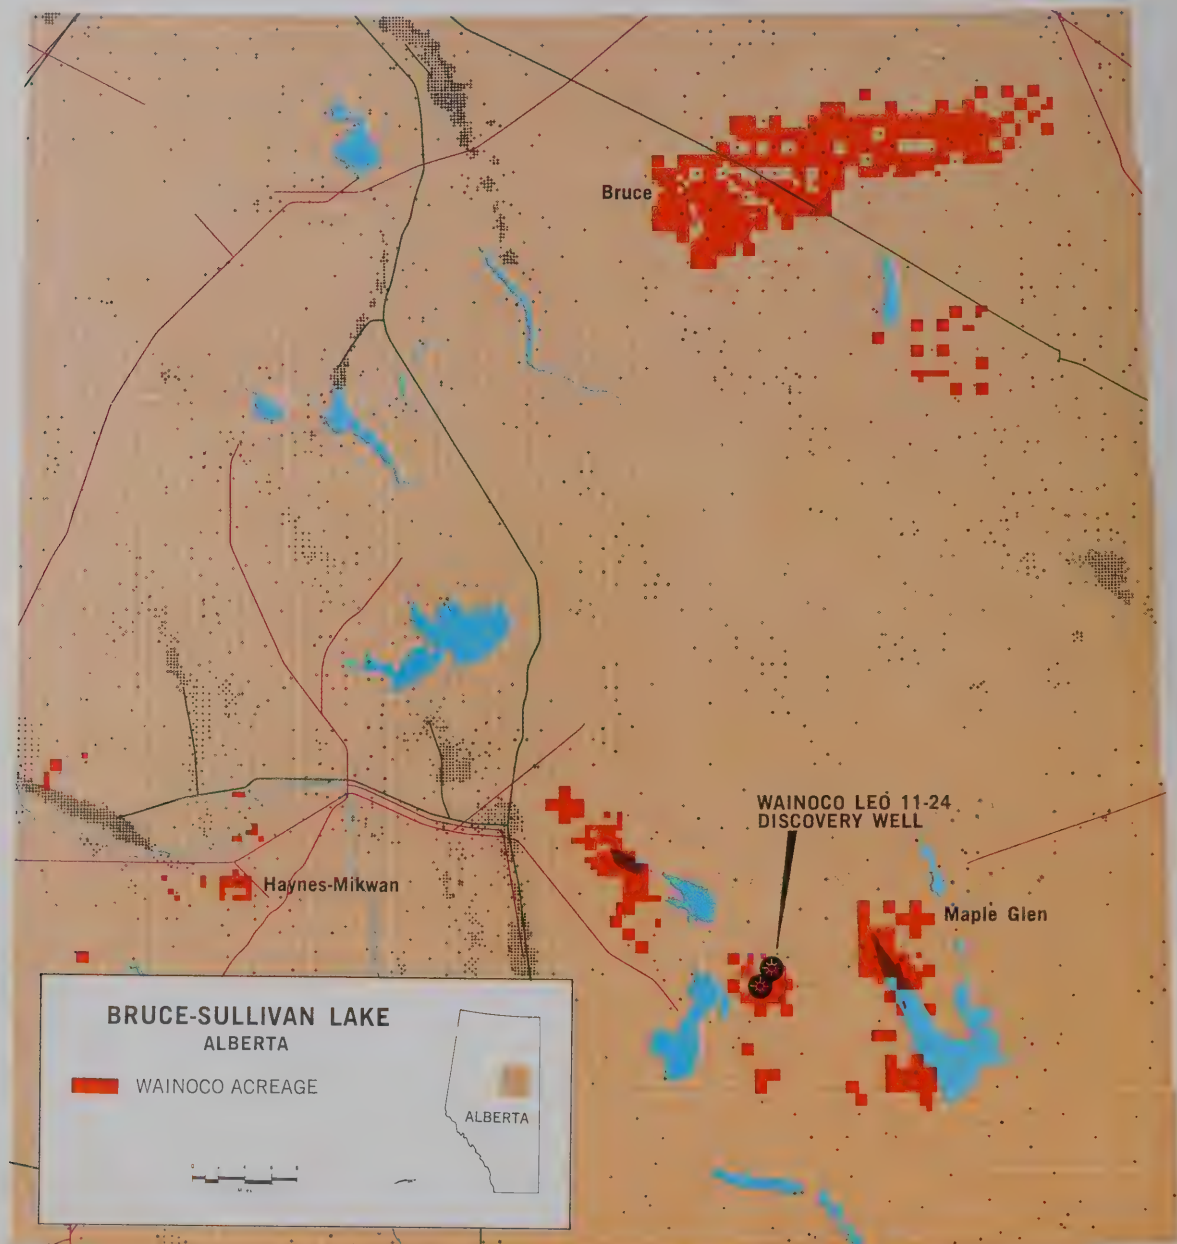 Bruce
WAINOCO LEO 11-24
DISCOVERY WELL
Haynes-Mikwan
Maple Glen
BRUCE-SULLIVAN LAKE
ALBERTA
WAINOCO ACREAGE
ALBERTA